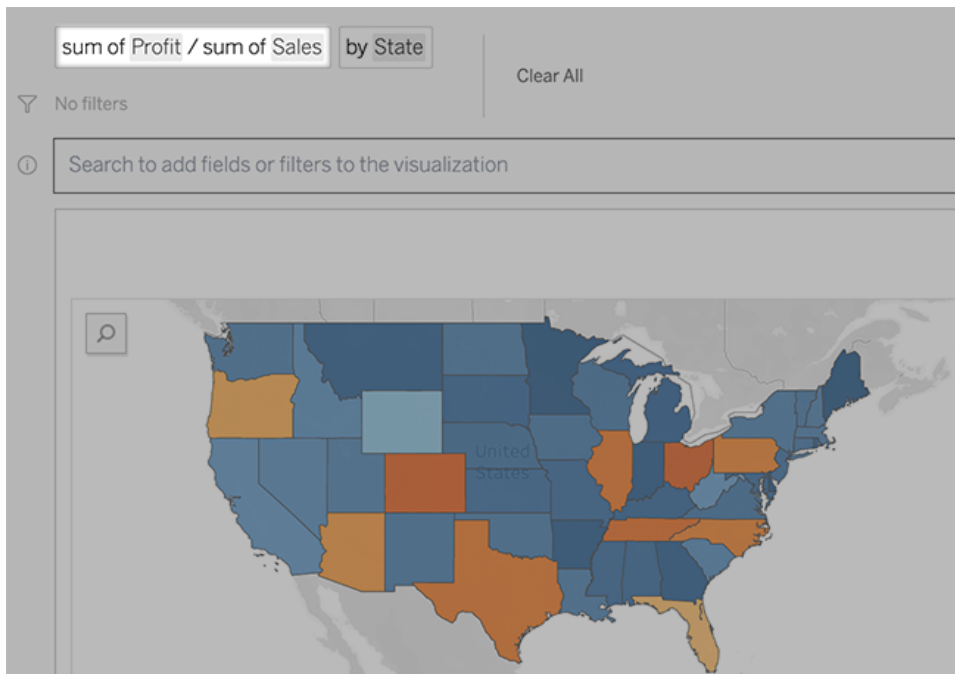 sum of Profit / sum of Sales by State
Clear All
No filters
Search to add fields or filters to the visualization
United
States